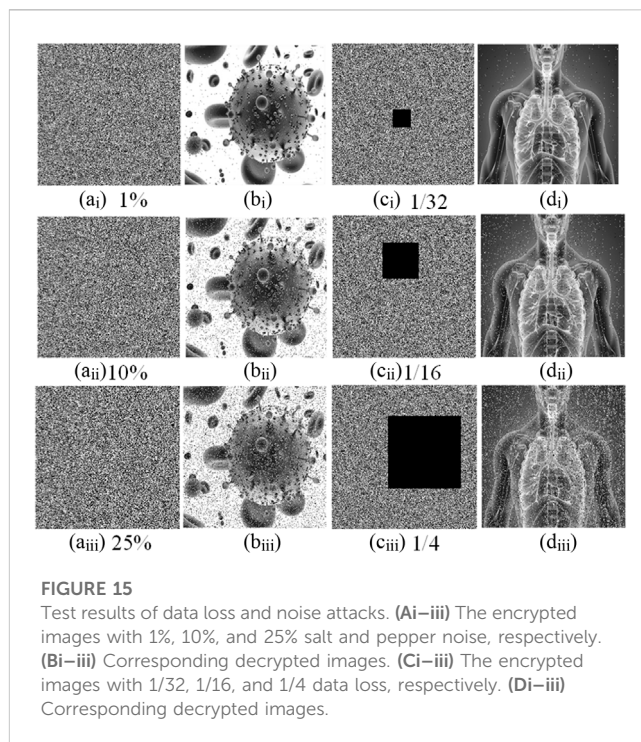 (ai) 1% (bi) (ci) 1/32 (di)
(aii)10% (bii) (cii)1/16 (dii)
(aiii) 25% (biii) (ciii) 1/4 (diii)
FIGURE 15
Test results of data loss and noise attacks. (Ai–iii) The encrypted
images with 1%, 10%, and 25% salt and pepper noise, respectively.
(Bi–iii) Corresponding decrypted images. (Ci–iii) The encrypted
images with 1/32, 1/16, and 1/4 data loss, respectively. (Di–iii)
Corresponding decrypted images.